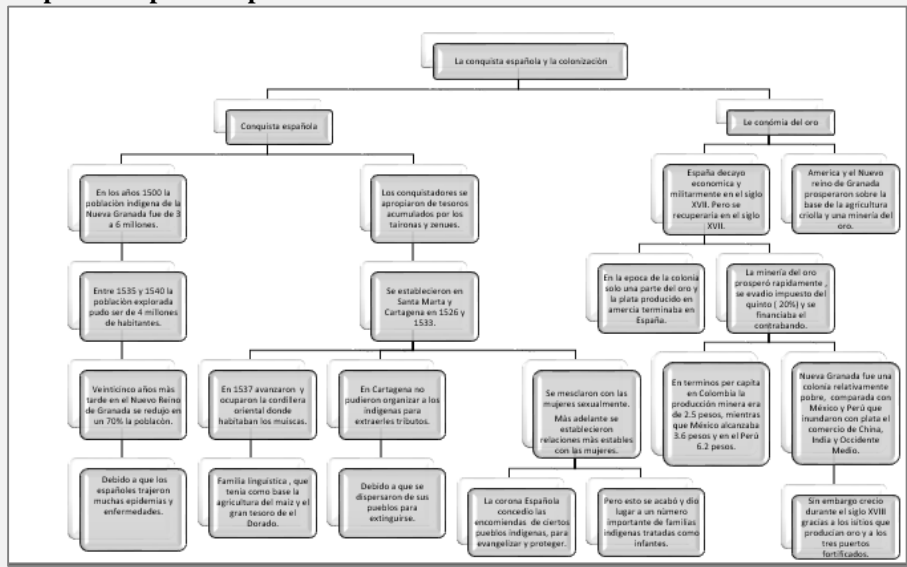 La conquista española y la colonizaciòn
Conquista española
Le conómia del oro
En los años 1500 la
población indigena de la
Nueva Granada fue de 3
a 6 millones.
Los conquistadores se
apropiaron de tesoros
acumulados por los
taironas y zenues.
España decayo
economica y
militarmente en el siglo
XVII. Pero se
recuperaria en el siglo
XVII.
America y el Nuevo
reino de Granada
prosperaron sobre la
base de la agricultura
criolla y una minería del
oro.
Entre 1535 y 1540 la
poblaciòn explorada
pudo ser de 4 milliones
de habitantes.
Se establecieron en
Santa Marta y
Cartagena en 1526 y
1533.
En la epoca de la colonia
solo una parte del oro y
la plata producido en
amercia terminaba en
España.
La minería del oro
prosperó rapidamente ,
se evadio impuesto del
quinto ( 20%) y se
financiaba el
contrabando.
Veinticinco años màs
tarde en el Nuevo Reino
de Granada se redujo en
un 70% la poblacòn.
En 1537 avanzaron y
ocuparon la cordillera
oriental donde
habitaban los muiscas.
En Cartagena no
pudieron organizar a los
indígenas para
extraerles tributos.
Se mesclaron con las
mujeres sexualmente.
Màs adelante se
establecieron
relaciones màs estables
con las mujeres.
En terminos per capita
en Colombia la
producción minera era
de 2.5 pesos, mientras
que México alcanzaba
3.6 pesos y en el Perú
6.2 pesos.
Nueva Granada fue una
colonía relativamente
pobre, comparada con
México y Perú que
inundaron con plata el
comercio de China,
India y Occidente
Medio.
Debido a que los
españoles trajeron
muchas epidemias y
enfermedades.
Familia linguística , que
tenia como base la
agricultura del maiz y el
gran tesoro de el
Dorado.
Debido a que se
dispersaron de sus
pueblos para
extinguirse.
La corona Española
concedio las
encomiendas de ciertos
pueblos indígenas, para
evangelizar y proteger.
Pero esto se acabó y dio
lugar a un número
importante de familias
indígenas tratadas como
infantes.
Sin embargo crecio
durante el siglo XVIII
gracias a los isitios que
producian oro y a los
tres puertos
fortificados.